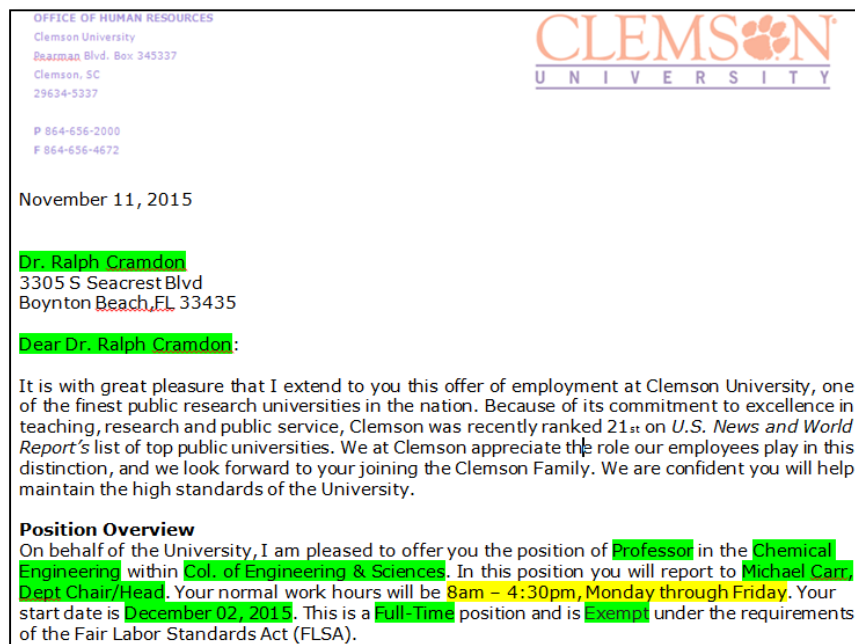 OFFICE OF HUMAN RESOURCES
Clemson University
Pearman Blvd. Box 345337
Clemson, SC
29634-5337
P 864-656-2000
F 864-656-4672
CLEMSON®
UNIVERSITY
November 11, 2015
Dr. Ralph Cramdon
3305 S Seacrest Blvd
Boynton Beach,FL 33435
Dear Dr. Ralph Cramdon:
It is with great pleasure that I extend to you this offer of employment at Clemson University, one
of the finest public research universities in the nation. Because of its commitment to excellence in
teaching, research and public service, Clemson was recently ranked 21st on U.S. News and World
Report's list of top public universities. We at Clemson appreciate the role our employees play in this
distinction, and we look forward to your joining the Clemson Family. We are confident you will help
maintain the high standards of the University.
Position Overview
On behalf of the University, I am pleased to offer you the position of Professor in the Chemical
Engineering within Col. of Engineering & Sciences. In this position you will report to Michael Carr,
Dept Chair/Head. Your normal work hours will be 8am – 4:30pm, Monday through Friday. Your
start date is December 02, 2015. This is a Full-Time position and is Exempt under the requirements
of the Fair Labor Standards Act (FLSA).